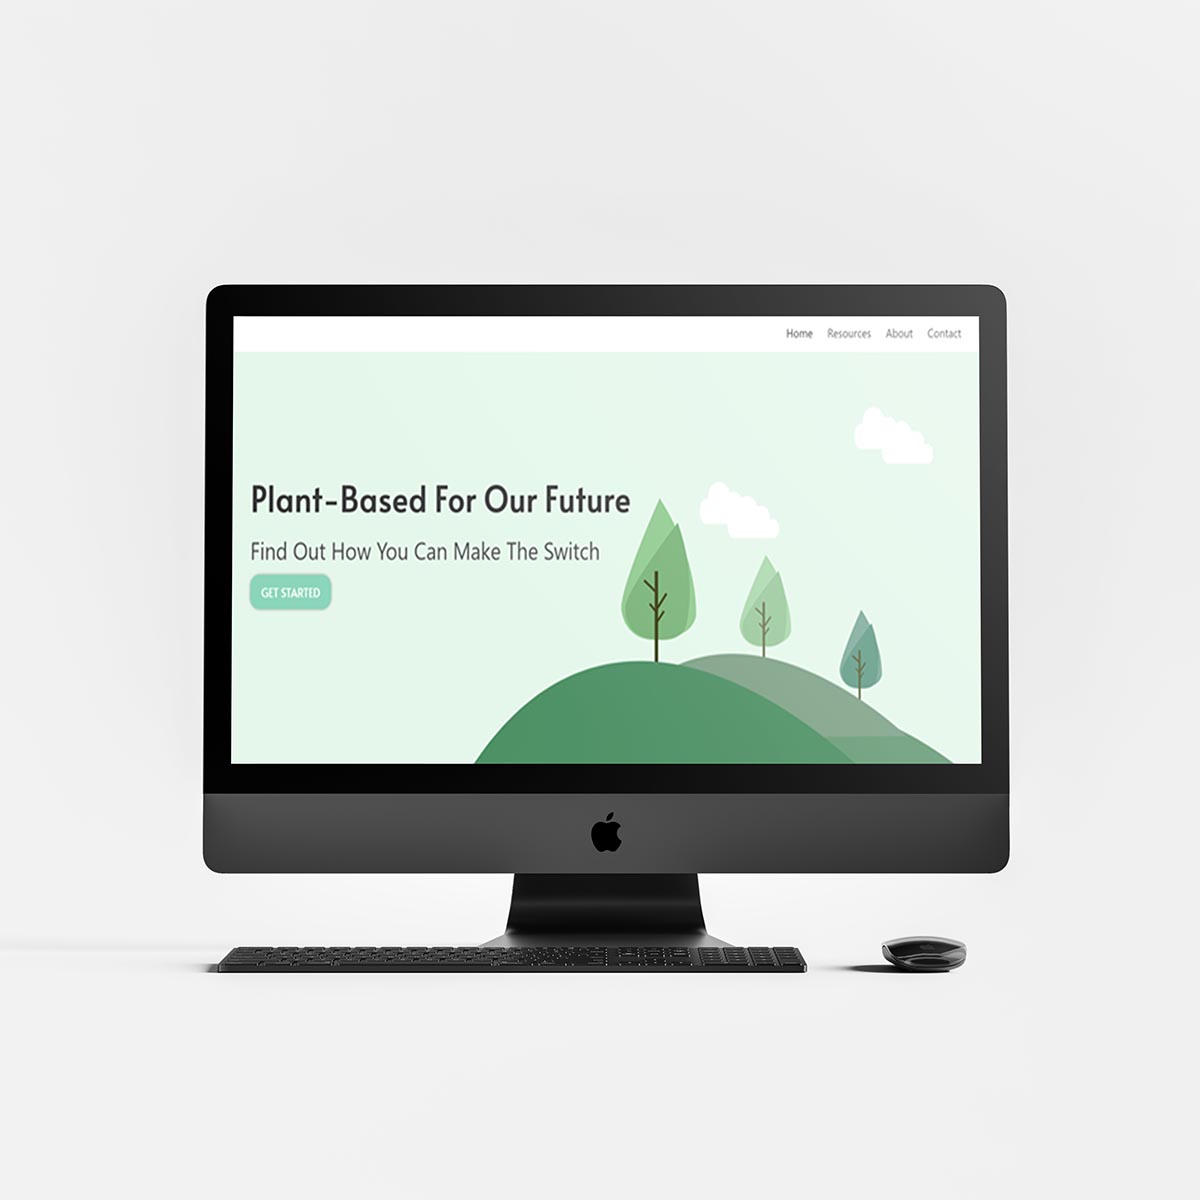 Home Resources About Contact
Plant-Based For Our Future
Find Out How You Can Make The Switch
GET STARTED